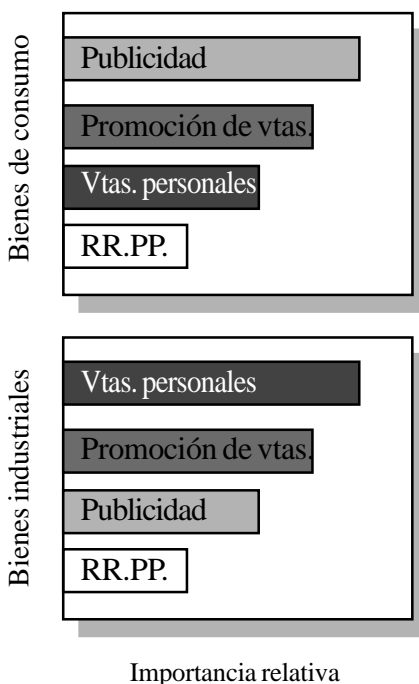 Bienes de consumo
Publicidad
Promoción de vtas.
Vtas. personales
RR.PP.
Bienes industriales
Vtas. personales
Promoción de vtas.
Publicidad
RR.PP.
Importancia relativa